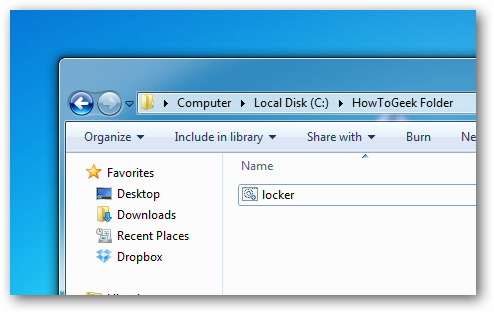 Computer Local Disk (C:) HowToGeek Folder
Organize Include in library Share with Burn
Favorites
Name
Desktop
locker
Downloads
Recent Places
Dropbox